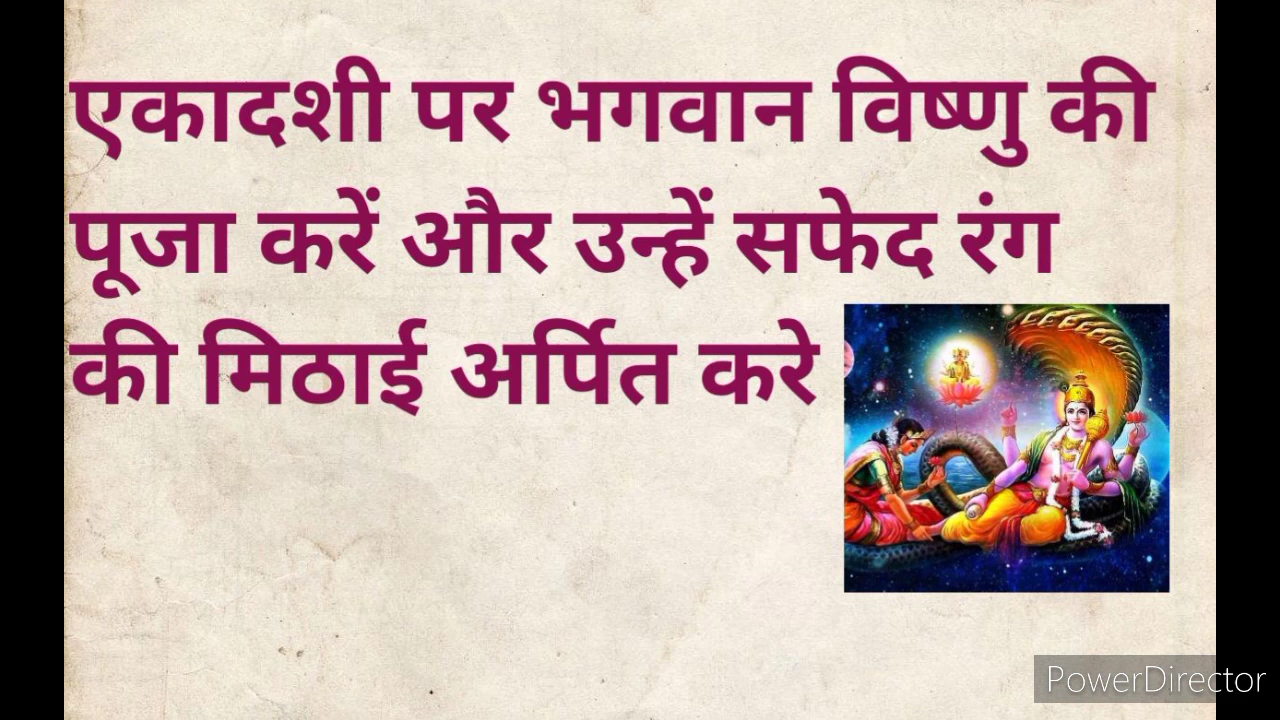 एकादशी पर भगवान विष्णु की
पूजा करें और उन्हें सफेद रंग
की मिठाई अर्पित करे
PowerDirector